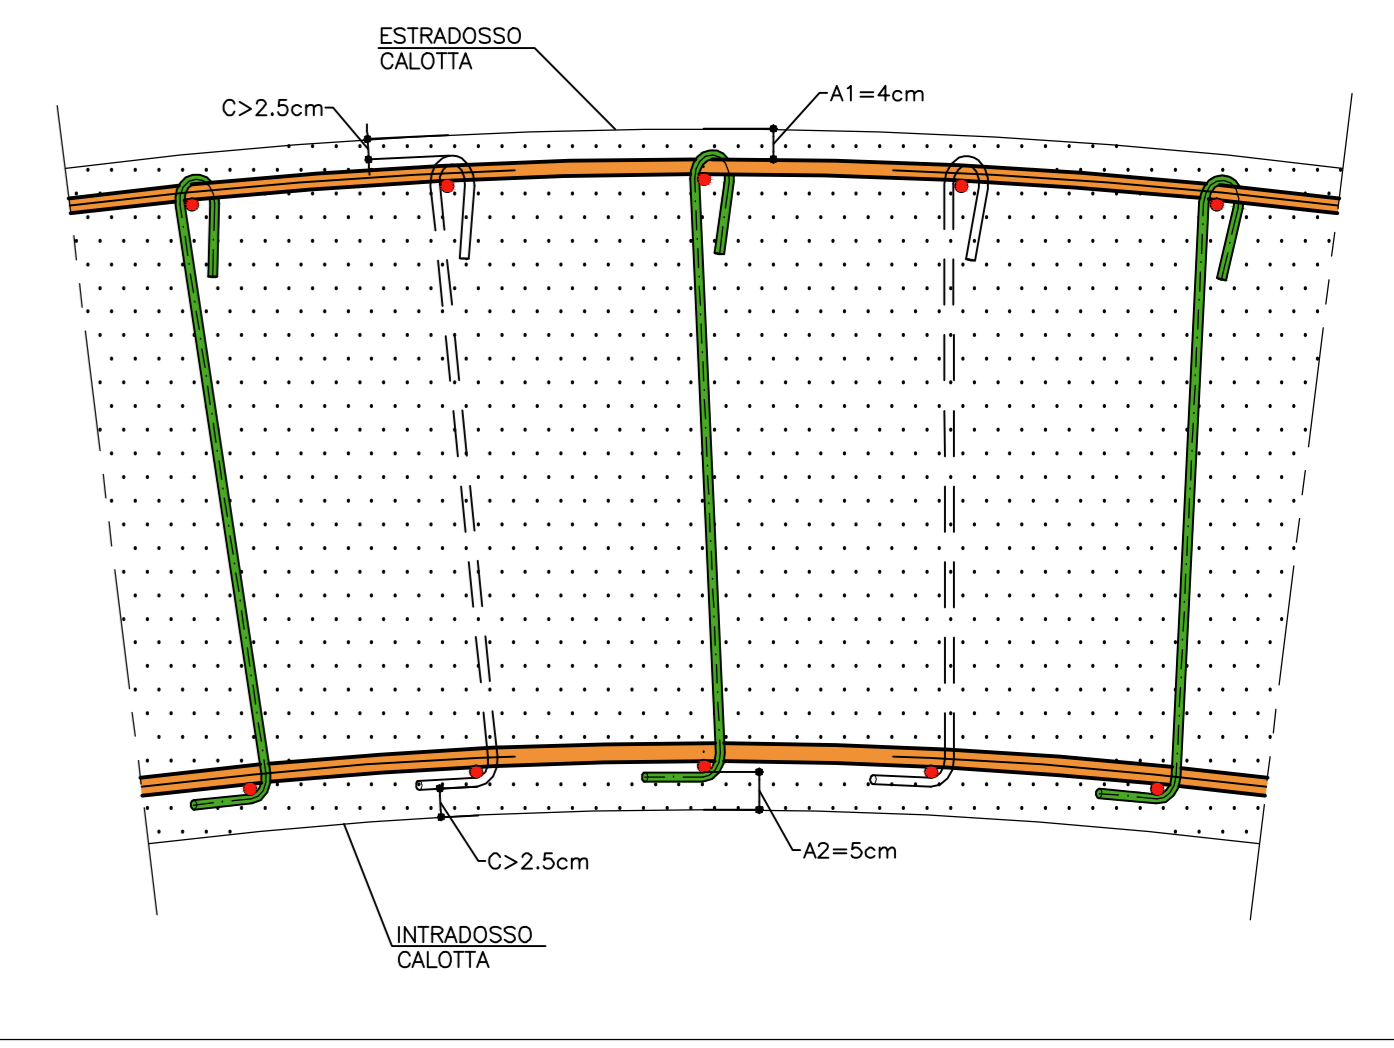 ESTRADOSSO
CALOTTA
C>2.5cm
A1=4cm
A2=5cm
C>2.5cm
INTRADOSSO
CALOTTA